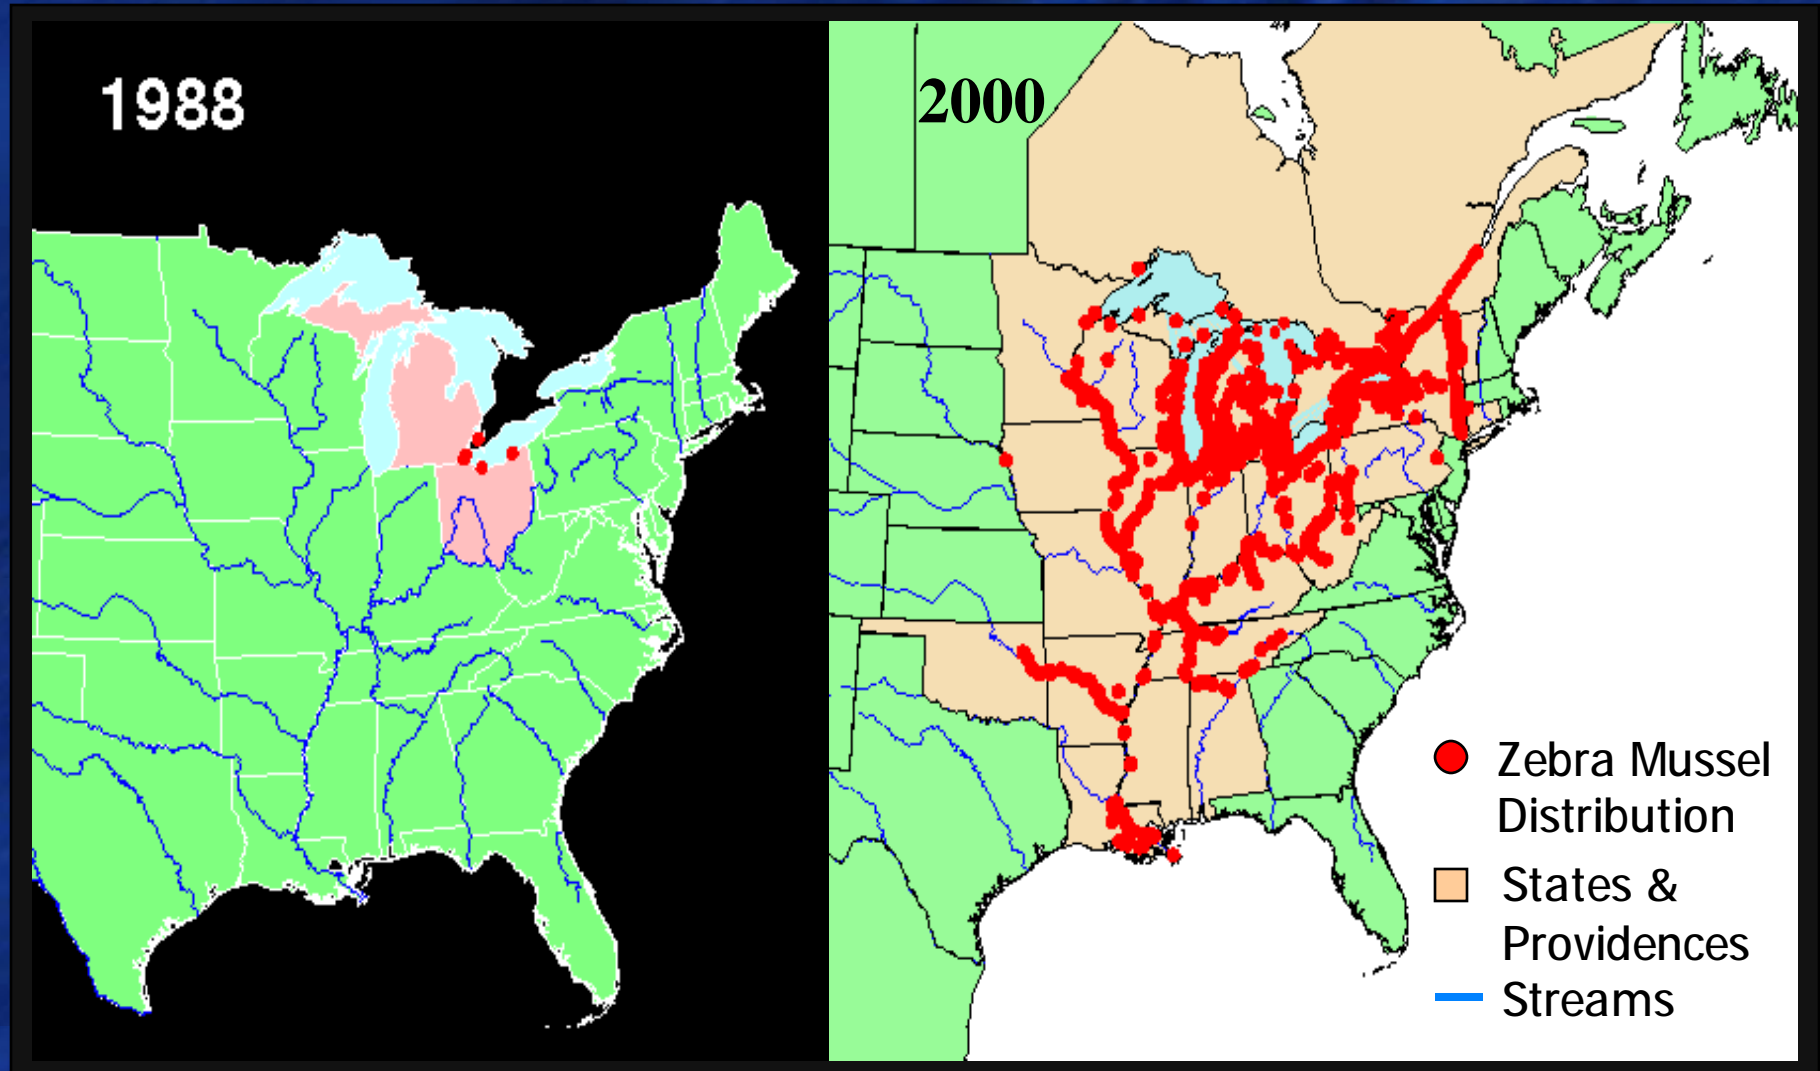 1988
2000
Zebra Mussel
Distribution
States &
Providences
Streams